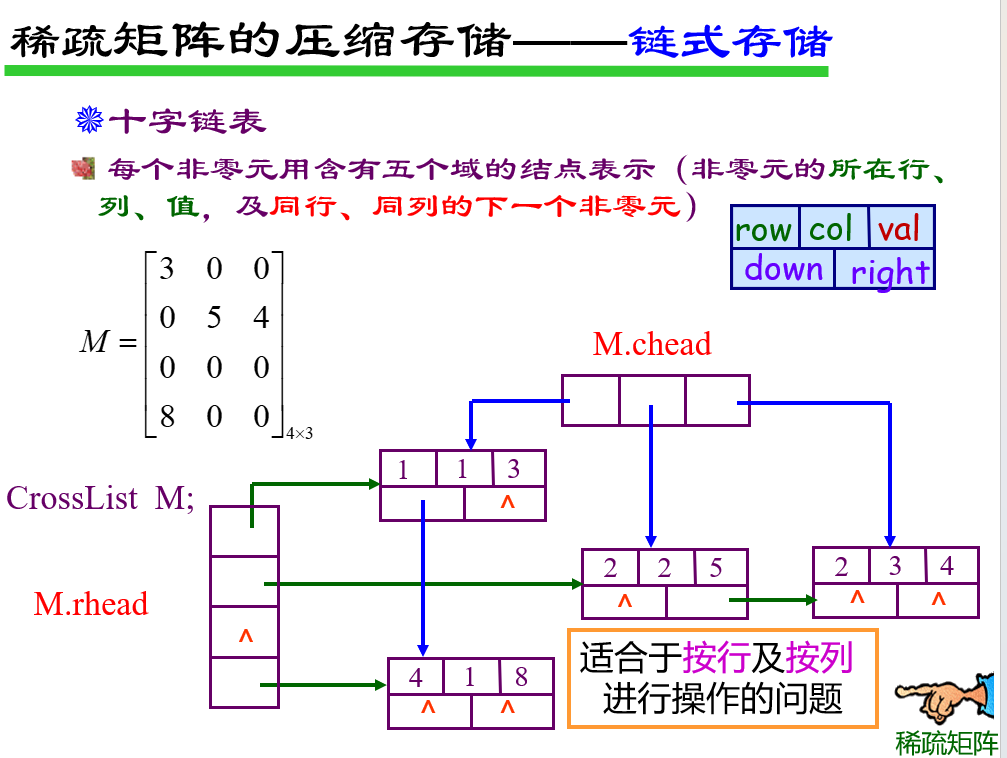 稀疏矩阵的压缩存储——链式存储
十字链表
每个非零元用含有五个域的结点表示（非零元的所在行、
列、值，及同行、同列的下一个非零元）
row col val
down right
M =
3 0 0
0 5 4
0 0 0
8 0 0
4×3
M.chead
CrossList M;
1 1 3
^
M.rhead
2 2 5
^
2 3 4
^ ^
^
4 1 8
^ ^
适合于按行及按列
进行操作的问题
稀疏矩阵